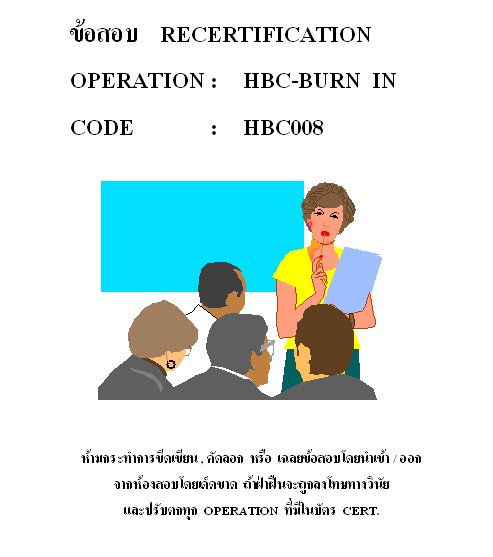 ข้อสอบ RECERTIFICATION
OPERATION : HBC-BURN IN
CODE : HBC008
ห้ามกระทำการขีดเขียน , คัดลอก หรือ เฉลยข้อสอบโดยนำเข้า / ออก
จากห้องสอบโดยเด็ดขาด ถ้าฝ่าฝืนจะถูกลงโทษทางวินัย
และปรับตกทุก OPERATION ที่มีในบัตร CERT.